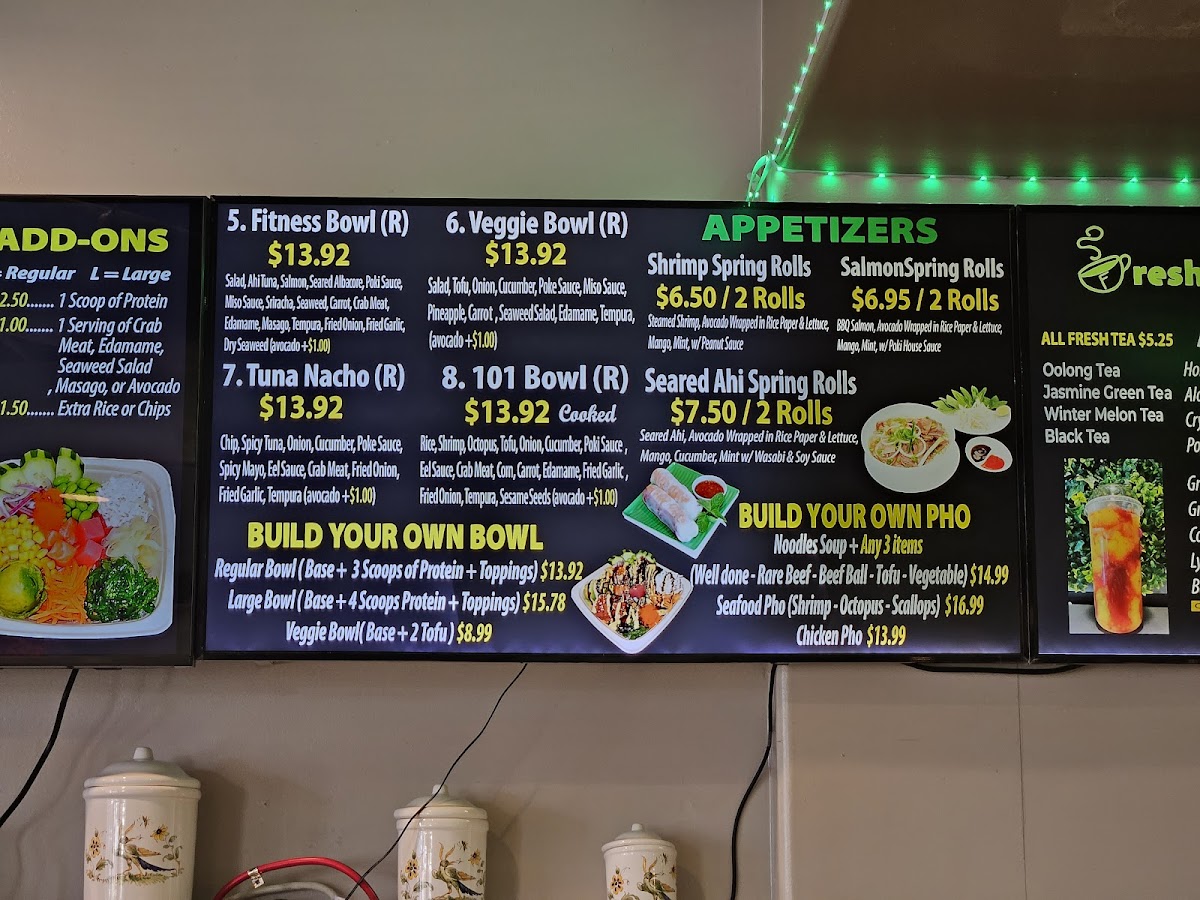 ADD-ONS
= Regular L = Large
2.50....... 1 Scoop of Protein
1.00....... 1 Serving of Crab
Meat, Edamame,
Seaweed Salad
, Masago, or Avocado
1.50....... Extra Rice or Chips
5. Fitness Bowl (R)
$13.92
Salad, Ahi Tuna, Salmon, Seared Albacore, Poki Sauce,
Miso Sauce, Sriracha, Seaweed, Carrot, Crab Meat,
Edamame, Masago, Tempura, Fried Onion, Fried Garlic,
Dry Seaweed (avocado +$1.00)
6. Veggie Bowl (R)
$13.92
Salad, Tofu, Onion, Cucumber, Poke Sauce, Miso Sauce,
Pineapple, Carrot , Seaweed Salad, Edamame, Tempura,
(avocado +$1.00)
7. Tuna Nacho (R)
$13.92
Chip, Spicy Tuna, Onion, Cucumber, Poke Sauce,
Spicy Mayo, Eel Sauce, Crab Meat, Fried Onion,
Fried Garlic, Tempura (avocado +$1.00)
8. 101 Bowl (R)
$13.92 Cooked
Rice, Shrimp, Octopus, Tofu, Onion, Cucumber, Poki Sauce ,
Eel Sauce, Crab Meat, Corn, Carrot, Edamame, Fried Garlic ,
Fried Onion, Tempura, Sesame Seeds (avocado +$1.00)
BUILD YOUR OWN BOWL
Regular Bowl ( Base + 3 Scoops of Protein + Toppings) $13.92
Large Bowl ( Base + 4 Scoops Protein + Toppings) $15.78
Veggie Bowl( Base + 2 Tofu ) $8.99
APPETIZERS
Shrimp Spring Rolls
$6.50 / 2 Rolls
Steamed Shrimp, Avocado Wrapped in Rice Paper & Lettuce,
Mango, Mint, w/ Peanut Sauce
SalmonSpring Rolls
$6.95 / 2 Rolls
BBQ Salmon, Avocado Wrapped in Rice Paper & Lettuce,
Mango, Mint, w/ Poki House Sauce
Seared Ahi Spring Rolls
$7.50 / 2 Rolls
Seared Ahi, Avocado Wrapped in Rice Paper & Lettuce,
Mango, Cucumber, Mint w/ Wasabi & Soy Sauce
BUILD YOUR OWN PHO
Noodles Soup + Any 3 items
(Well done - Rare Beef - Beef Ball - Tofu - Vegetable) $14.99
Seafood Pho (Shrimp - Octopus - Scallops) $16.99
Chicken Pho $13.99
resh
ALL FRESH TEA $5.25
Oolong Tea
Jasmine Green Tea
Winter Melon Tea
Black Tea